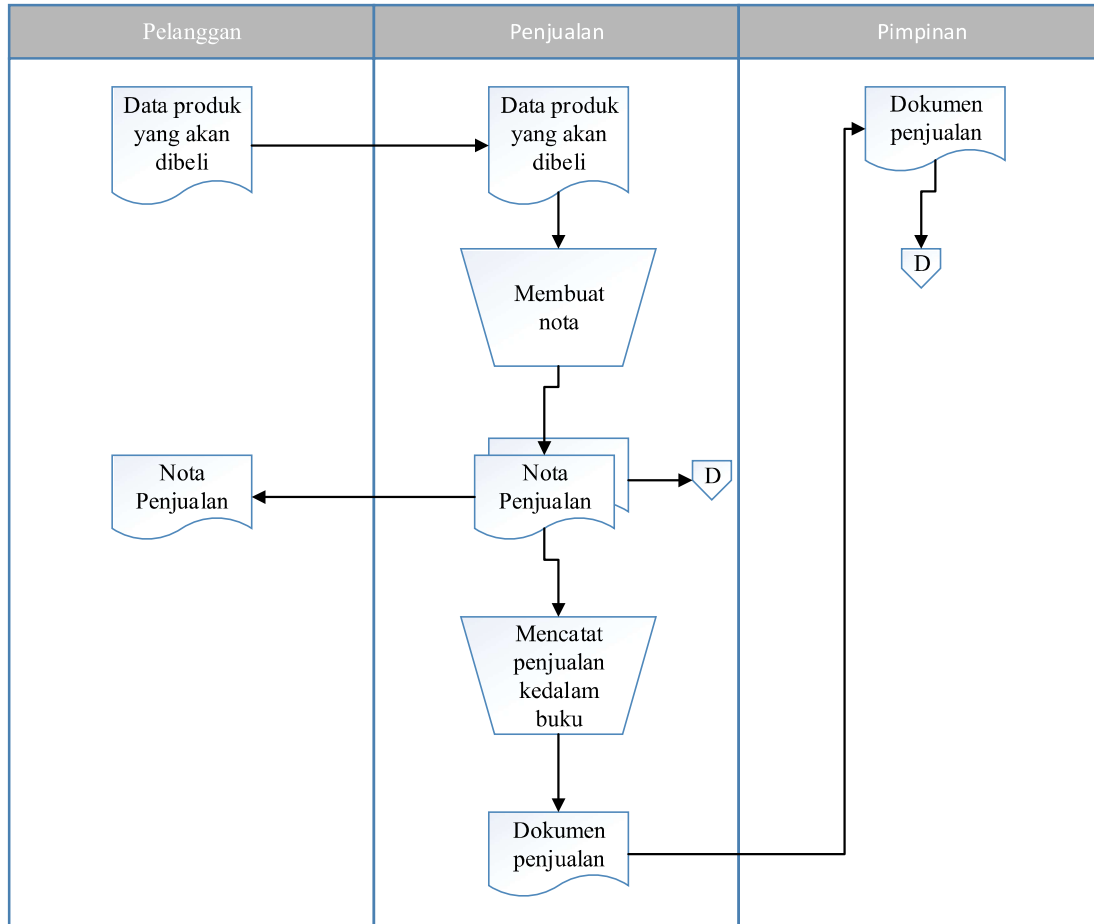 Pelanggan
Penjualan
Pimpinan
Data produk
yang akan
dibeli
Data produk
yang akan
dibeli
Dokumen
penjualan
D
Membuat
nota
Nota
Penjualan
Nota
Penjualan
D
Mencatat
penjualan
kedalam
buku
Dokumen
penjualan